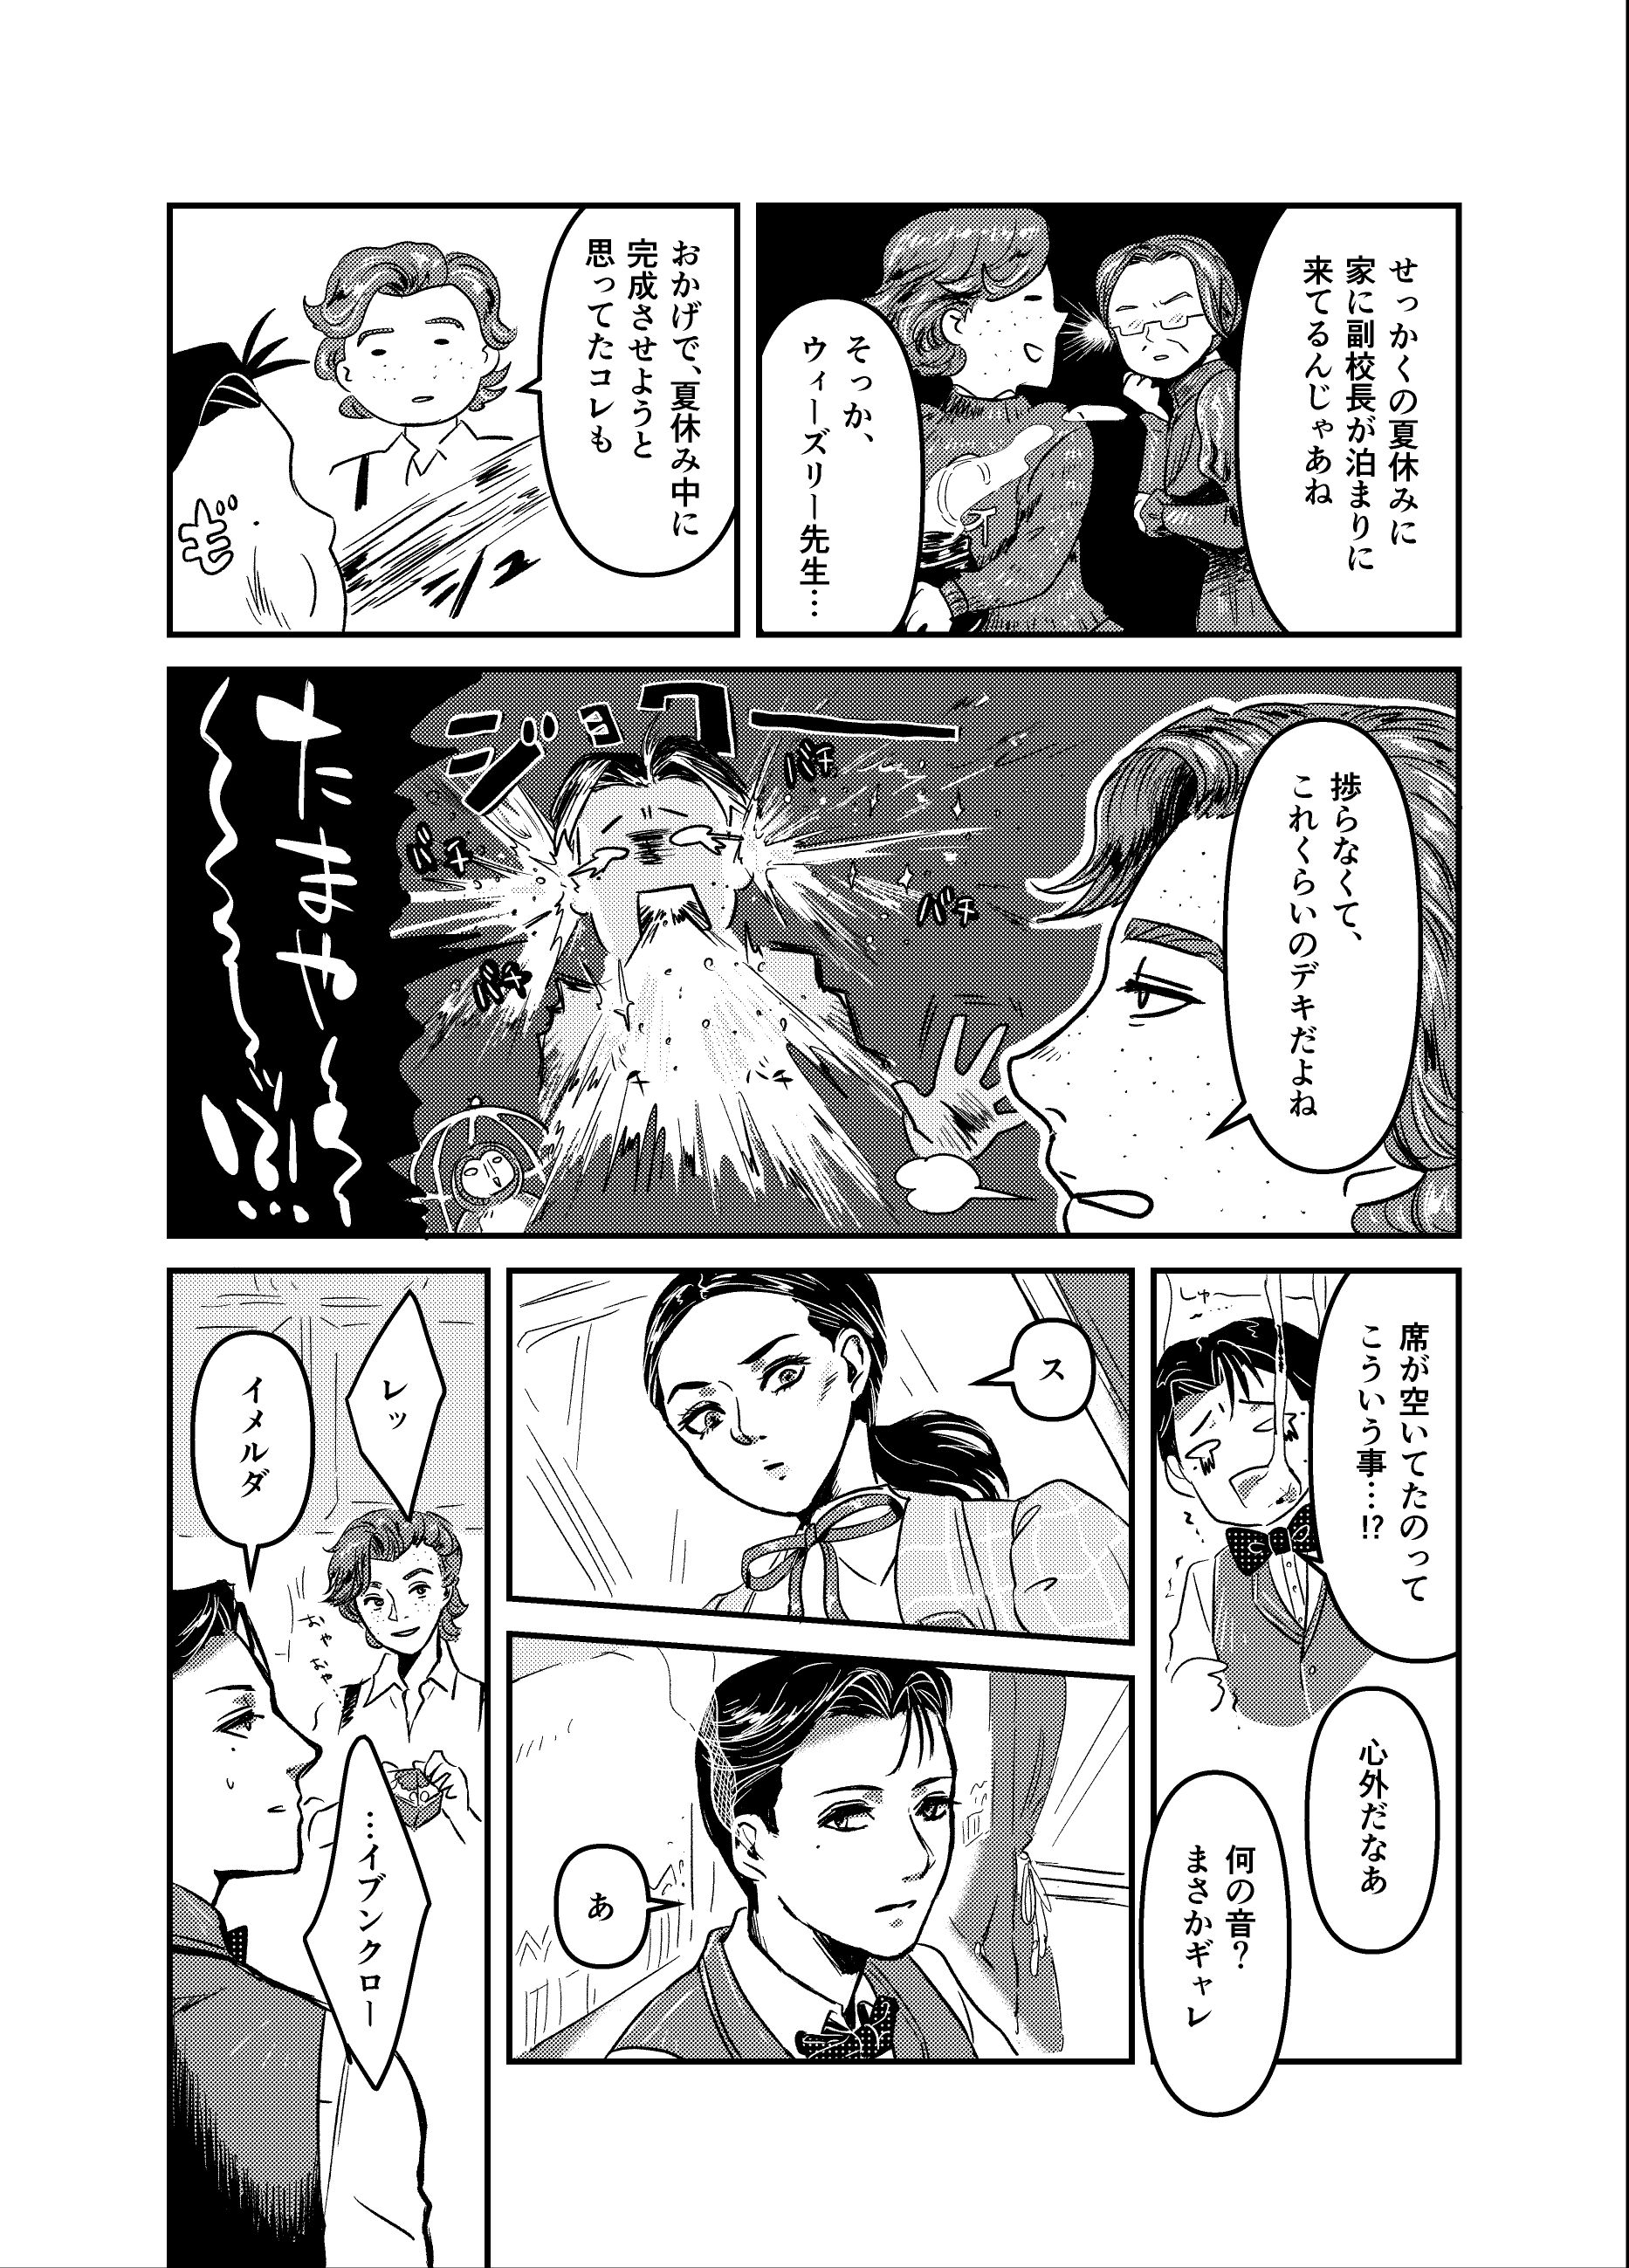 せっかくの夏休みに
家に副校長が泊まりに
来てるんじゃあね
そっか、
ウィーズリー先生…
おかげで、夏休み中に
完成させようと
思ってたコレも
ギモ
捗らなくて、
これくらいのデキだよね
ジョワー
バチ
バチ
バチ
バチ
バチ
たまや〜〜
〜〜〜ッ!!!
席が空いてたのって
こういう事…!?
しゃー
心外だなあ
何の音?
まさかギャレ
ス
あ
レッ
イメルダ
おやおや
…イブンクロー